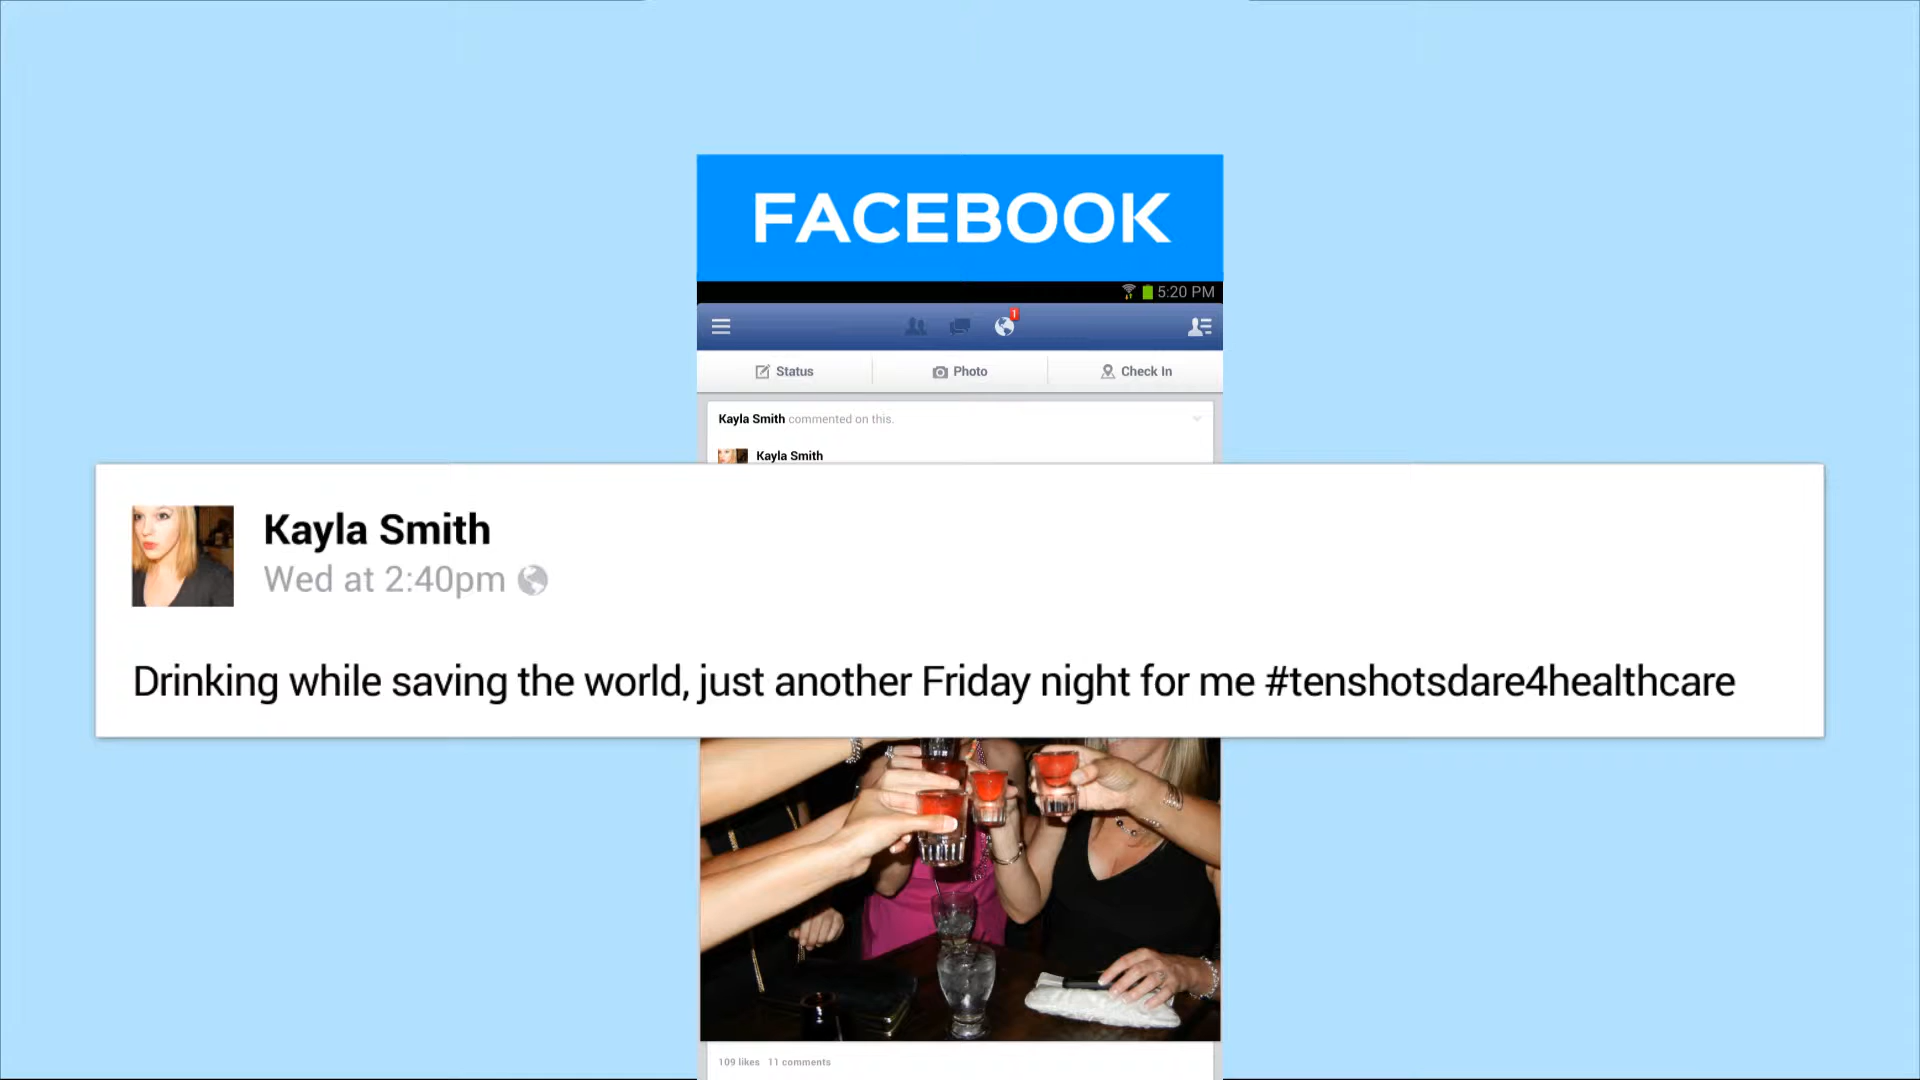 FACEBOOK
5:20 PM
1
Status Photo Check In
Kayla Smith commented on this.
Kayla Smith
Kayla Smith
Wed at 2:40pm
Drinking while saving the world, just another Friday night for me #tenshotsdare4healthcare
109 likes 11 comments